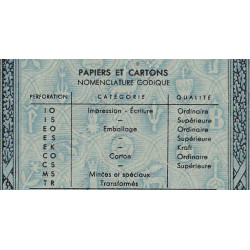 PAPIERS ET CARTONS
NOMENCLATURE CODIQUE
PERFORATION CATÉGORIE QUALITÉ
IO Impression - Écriture Ordinaire
IS — Supérieure
EO Emballage Ordinaire
ES — Supérieure
EK — Kraft
CO Carton Ordinaire
CS — Supérieure
MS Minces et spéciaux
TR Transformés